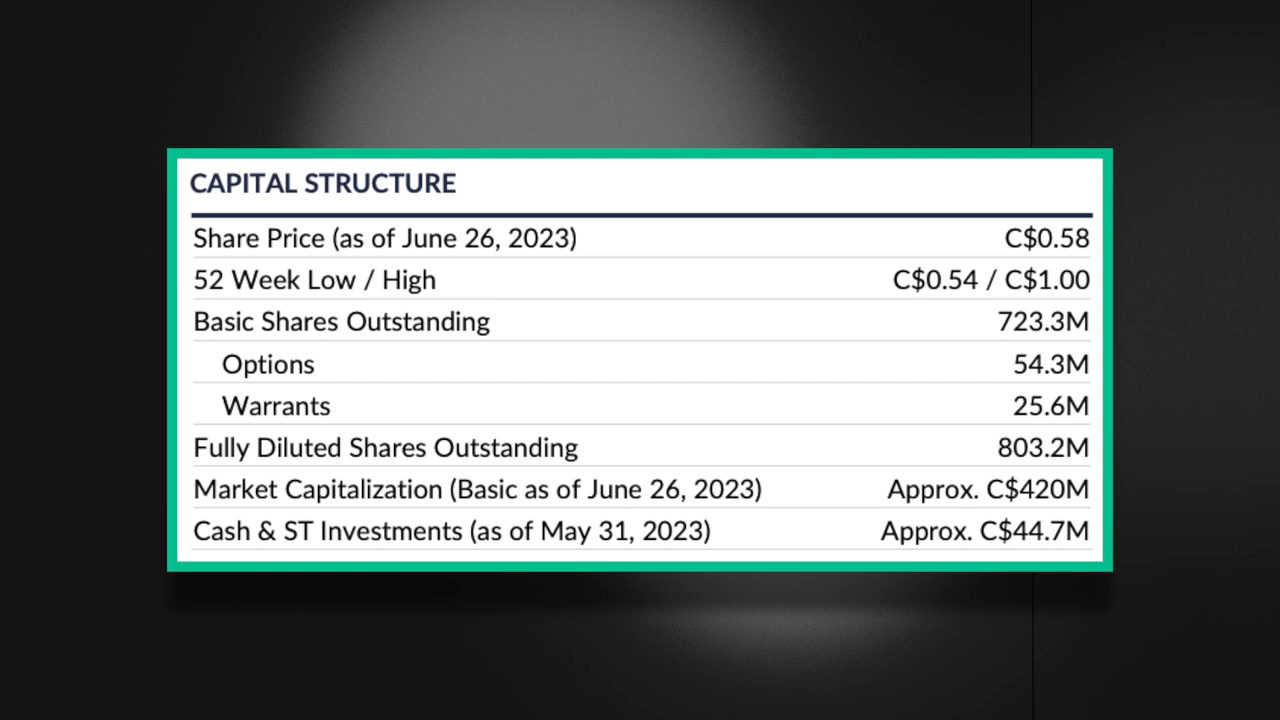 CAPITAL STRUCTURE
Share Price (as of June 26, 2023) C$0.58
52 Week Low / High C$0.54 / C$1.00
Basic Shares Outstanding 723.3M
Options 54.3M
Warrants 25.6M
Fully Diluted Shares Outstanding 803.2M
Market Capitalization (Basic as of June 26, 2023) Approx. C$420M
Cash & ST Investments (as of May 31, 2023) Approx. C$44.7M